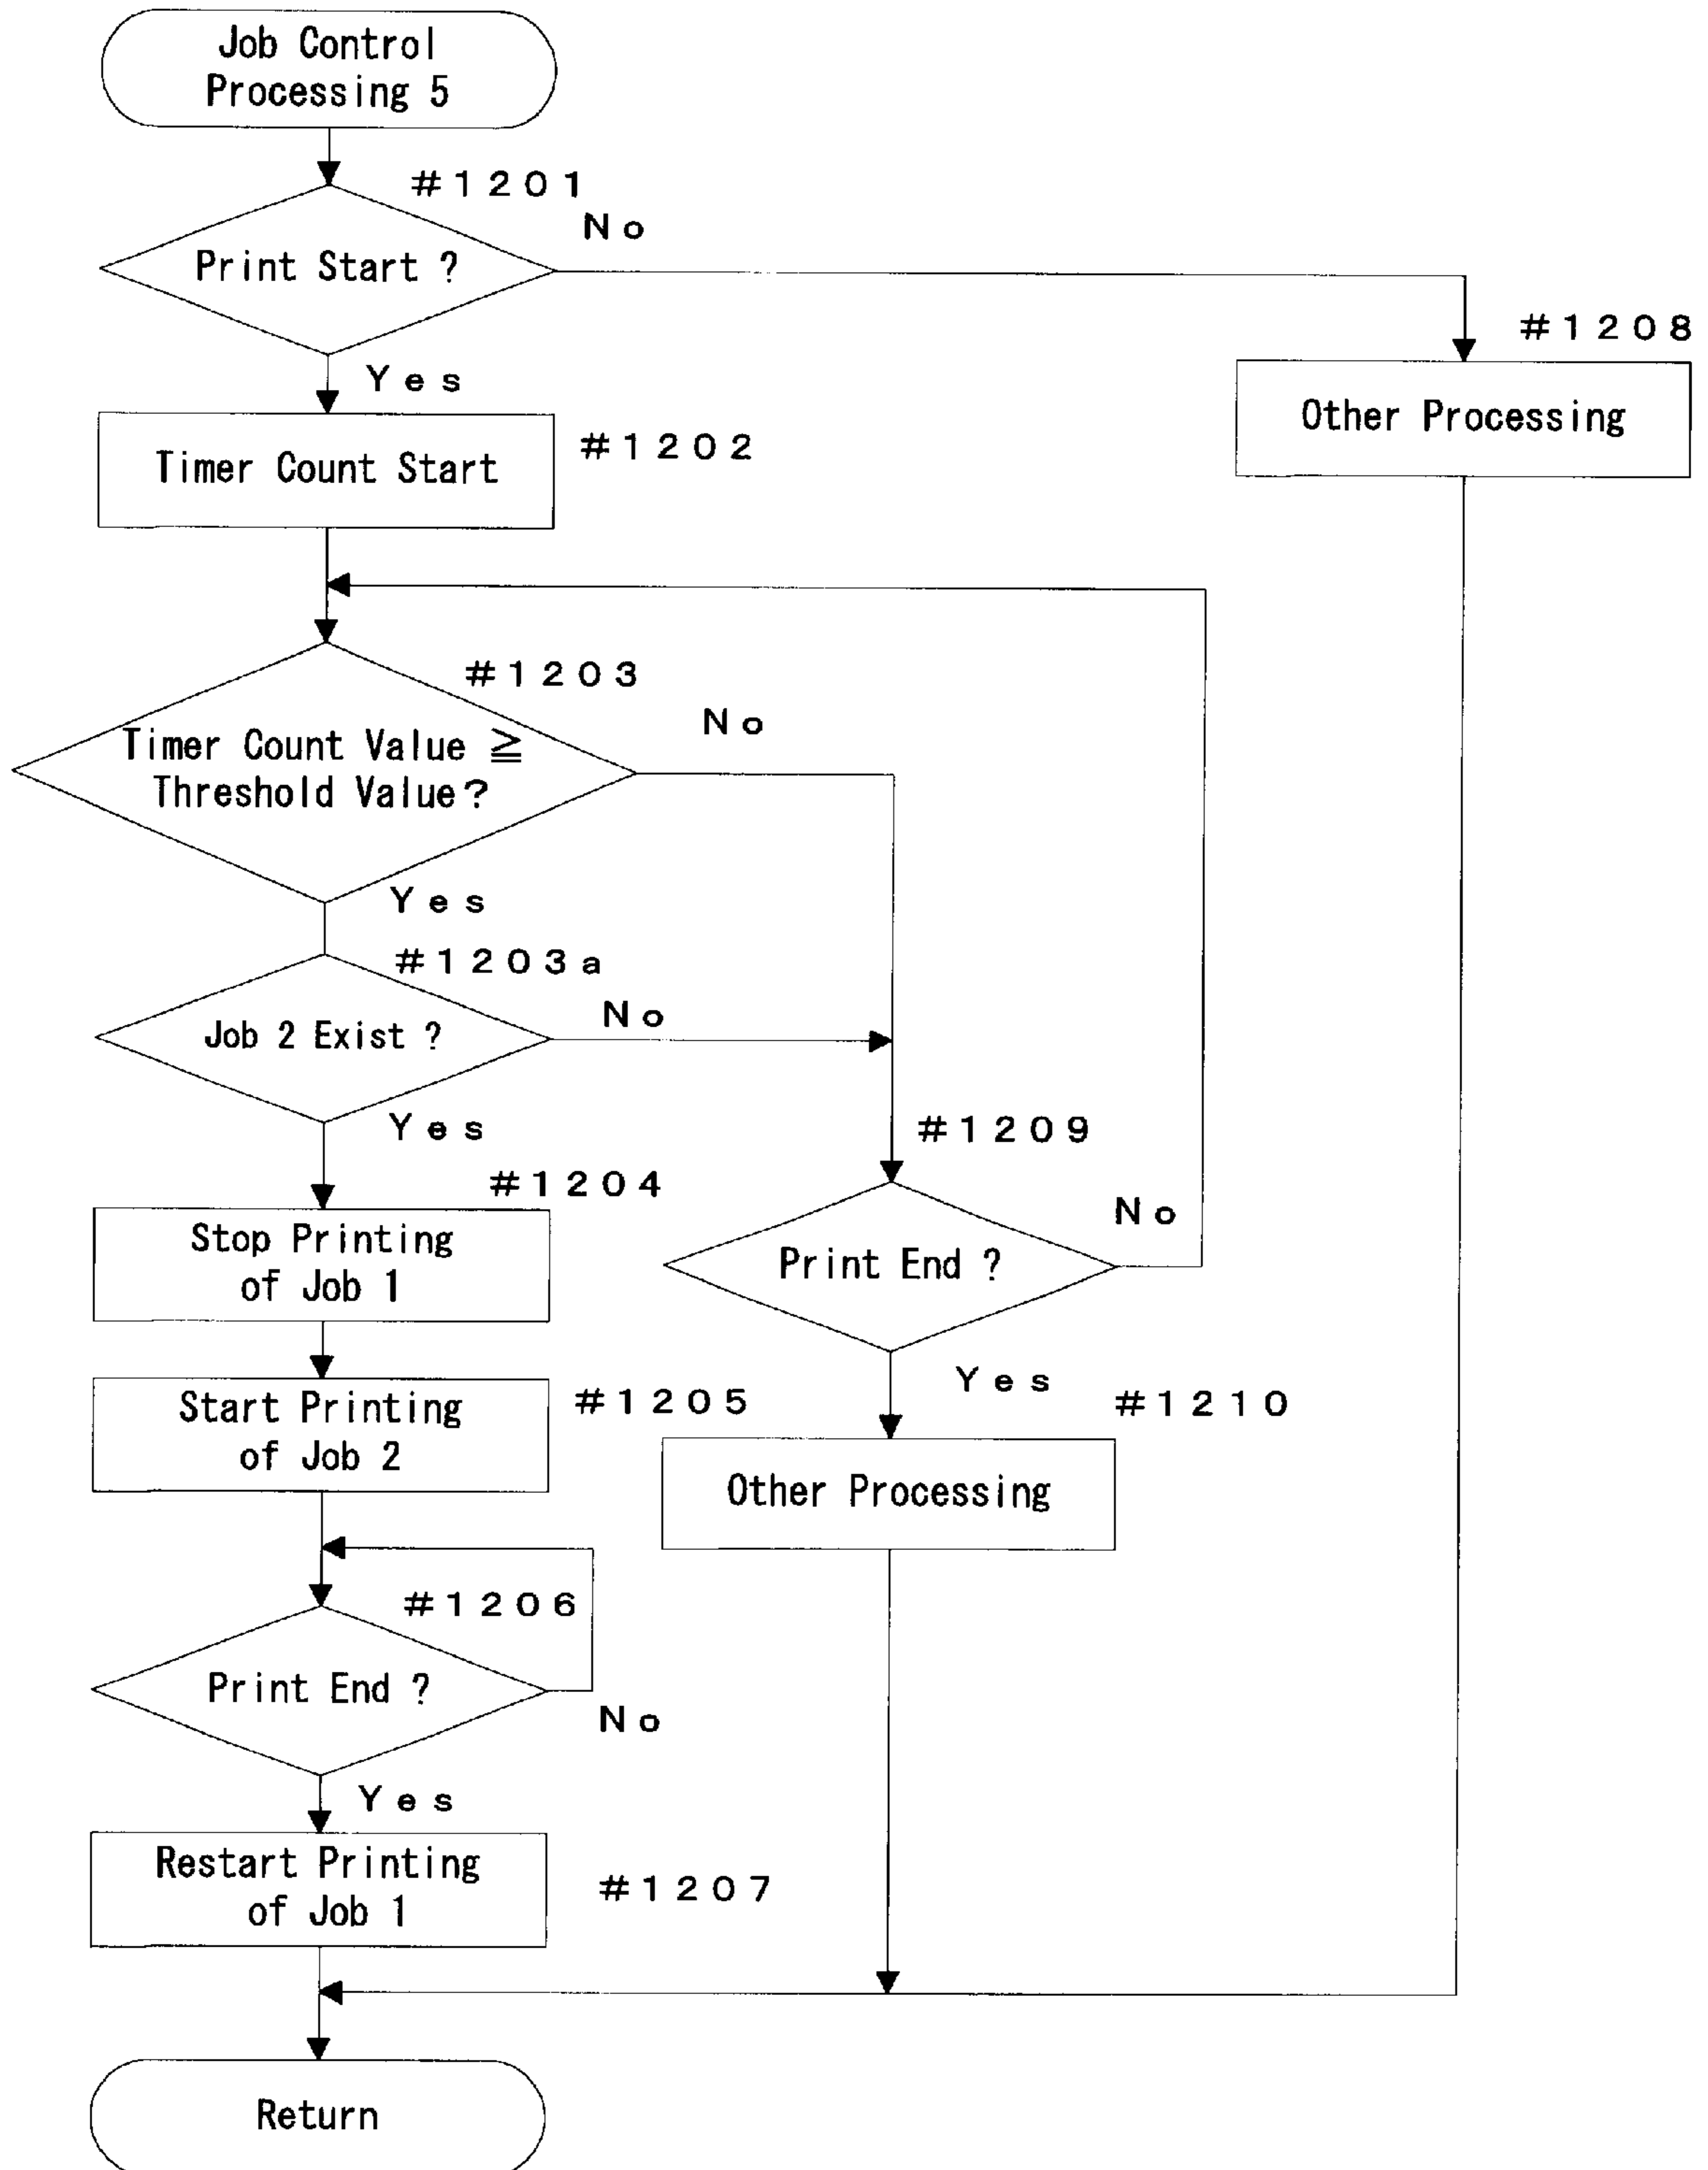 Job Control
Processing 5
#1201
No
Print Start ?
#1208
Yes
Other Processing
#1202
Timer Count Start
#1203
No
Timer Count Value ≧
Threshold Value?
Yes
#1203a
No
Job 2 Exist ?
Yes
#1209
#1204
No
Stop Printing
of Job 1
Print End ?
Yes
#1205
#1210
Start Printing
of Job 2
Other Processing
#1206
Print End ?
No
Yes
Restart Printing
of Job 1
#1207
Return